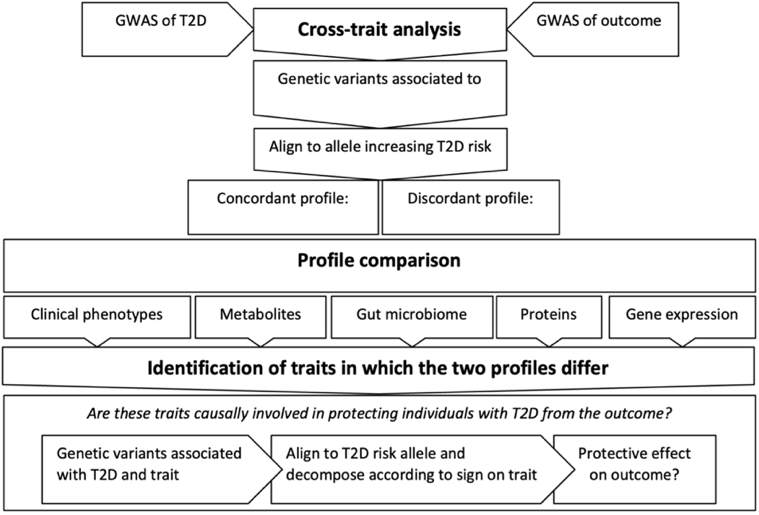 GWAS of T2D
Cross-trait analysis
GWAS of outcome
Genetic variants associated to
Align to allele increasing T2D risk
Concordant profile:
Discordant profile:
Profile comparison
Clinical phenotypes
Metabolites
Gut microbiome
Proteins
Gene expression
Identification of traits in which the two profiles differ
Are these traits causally involved in protecting individuals with T2D from the outcome?
Genetic variants associated
with T2D and trait
Align to T2D risk allele and
decompose according to sign on trait
Protective effect
on outcome?